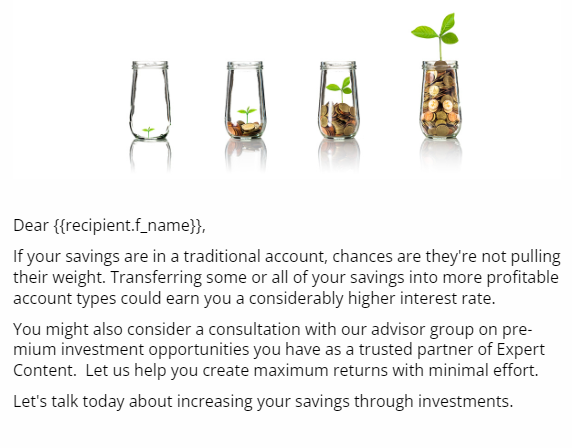 Dear {{recipient.f_name}},
If your savings are in a traditional account, chances are they're not pulling
their weight. Transferring some or all of your savings into more profitable
account types could earn you a considerably higher interest rate.
You might also consider a consultation with our advisor group on pre-
mium investment opportunities you have as a trusted partner of Expert
Content.  Let us help you create maximum returns with minimal effort.
Let's talk today about increasing your savings through investments.